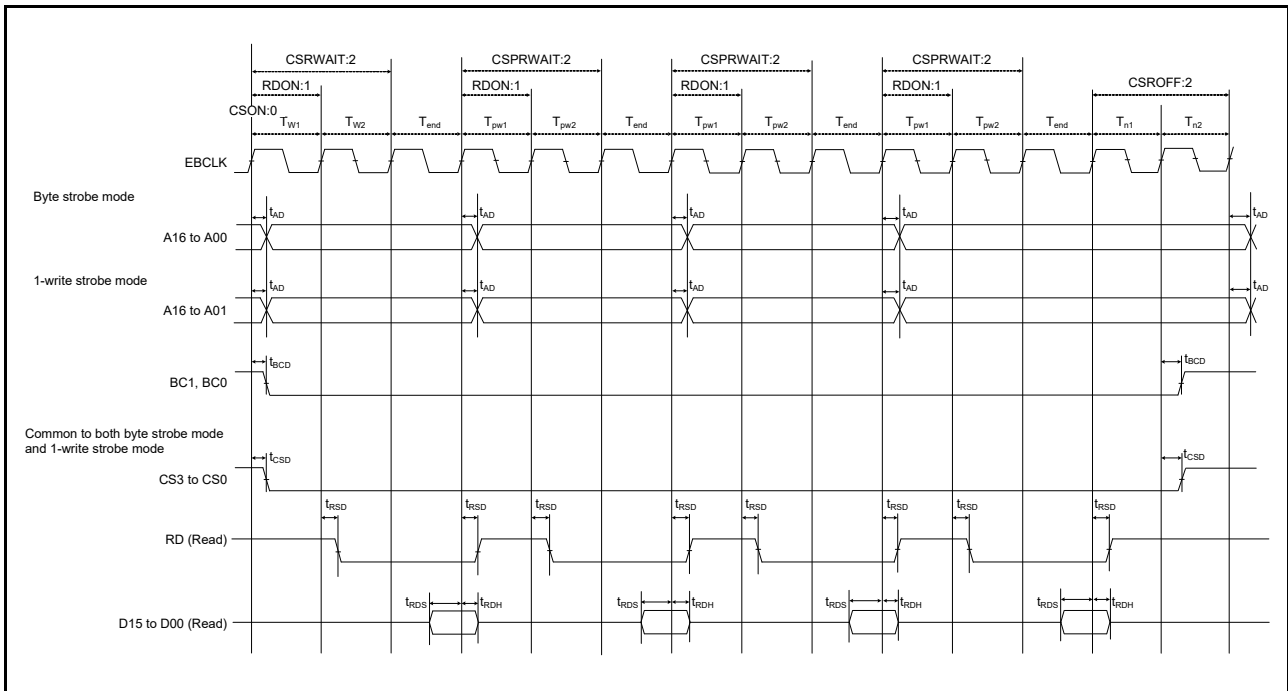 CSRWAIT:2 CSPRWAIT:2 CSPRWAIT:2 CSPRWAIT:2
RDON:1 RDON:1 RDON:1 RDON:1 CSROFF:2
CSON:0
TW1 TW2 Tend Tpw1 Tpw2 Tend Tpw1 Tpw2 Tend Tpw1 Tpw2 Tend Tn1 Tn2
EBCLK
Byte strobe mode
tAD tAD tAD tAD tAD
A16 to A00
1-write strobe mode
tAD tAD tAD tAD tAD
A16 to A01
tBCD tBCD
BC1, BC0
Common to both byte strobe mode
and 1-write strobe mode
tCSD tCSD
CS3 to CS0
tRSD tRSD tRSD tRSD tRSD tRSD tRSD tRSD
RD (Read)
tRDS tRDH tRDS tRDH tRDS tRDH tRDS tRDH
D15 to D00 (Read)